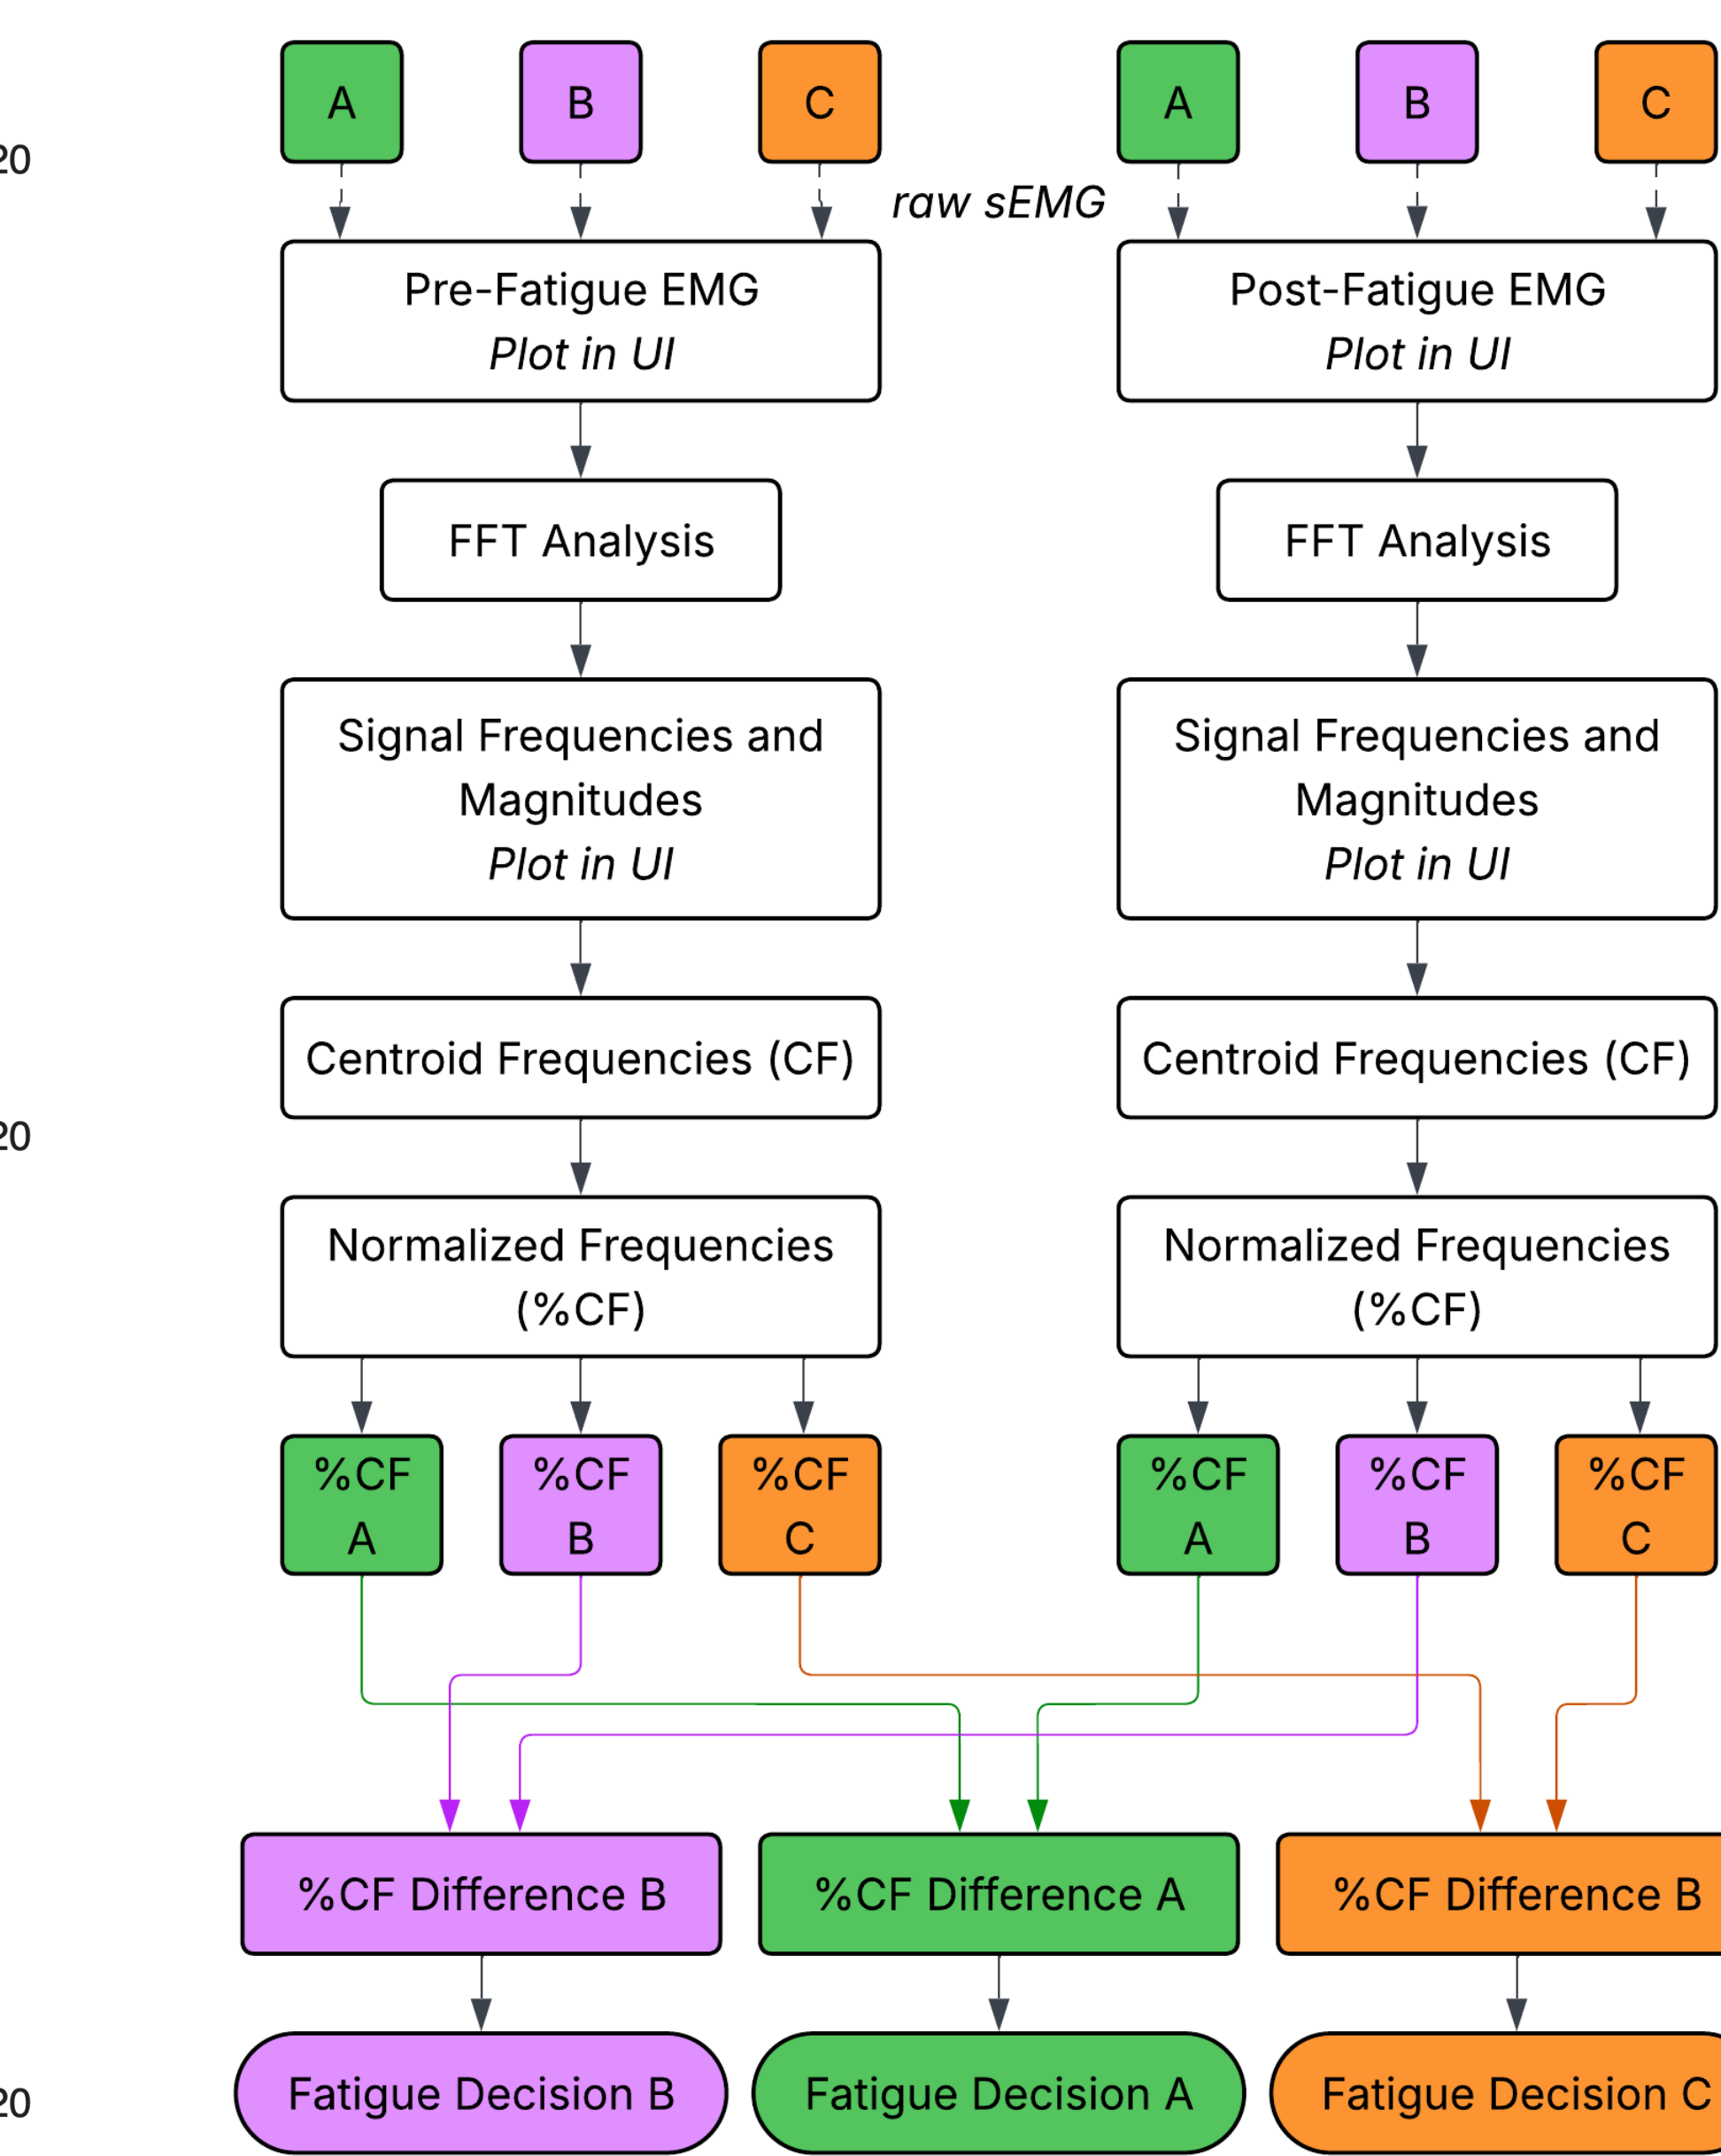 A B C A B C
20
raw sEMG
Pre-Fatigue EMG
Plot in UI
Post-Fatigue EMG
Plot in UI
FFT Analysis
FFT Analysis
Signal Frequencies and
Magnitudes
Plot in UI
Signal Frequencies and
Magnitudes
Plot in UI
Centroid Frequencies (CF)
Centroid Frequencies (CF)
20
Normalized Frequencies
(%CF)
Normalized Frequencies
(%CF)
%CF
A
%CF
B
%CF
C
%CF
A
%CF
B
%CF
C
%CF Difference B
%CF Difference A
%CF Difference B
Fatigue Decision B
Fatigue Decision A
Fatigue Decision C
20